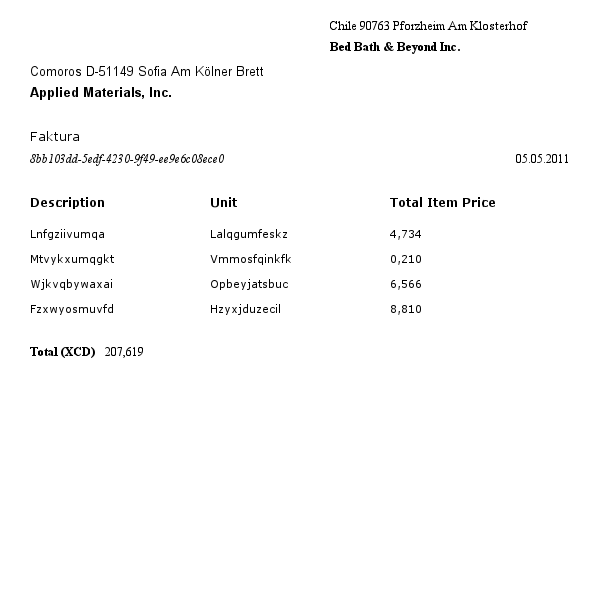 Chile 90763 Pforzheim Am Klosterhof
Bed Bath & Beyond Inc.
Comoros D-51149 Sofia Am Kölner Brett
Applied Materials, Inc.
Faktura
8bb103dd-5edf-4230-9f49-ee9e6c08ece0 05.05.2011
Description Unit Total Item Price
Lnfgziivumqa Lalqgumfeskz 4,734
Mtvykxumqgkt Vmmosfqinkfk 0,210
Wjkvqbywaxai Opbeyjatsbuc 6,566
Fzxwyosmuvfd Hzyxjduzecil 8,810
Total (XCD) 207,619